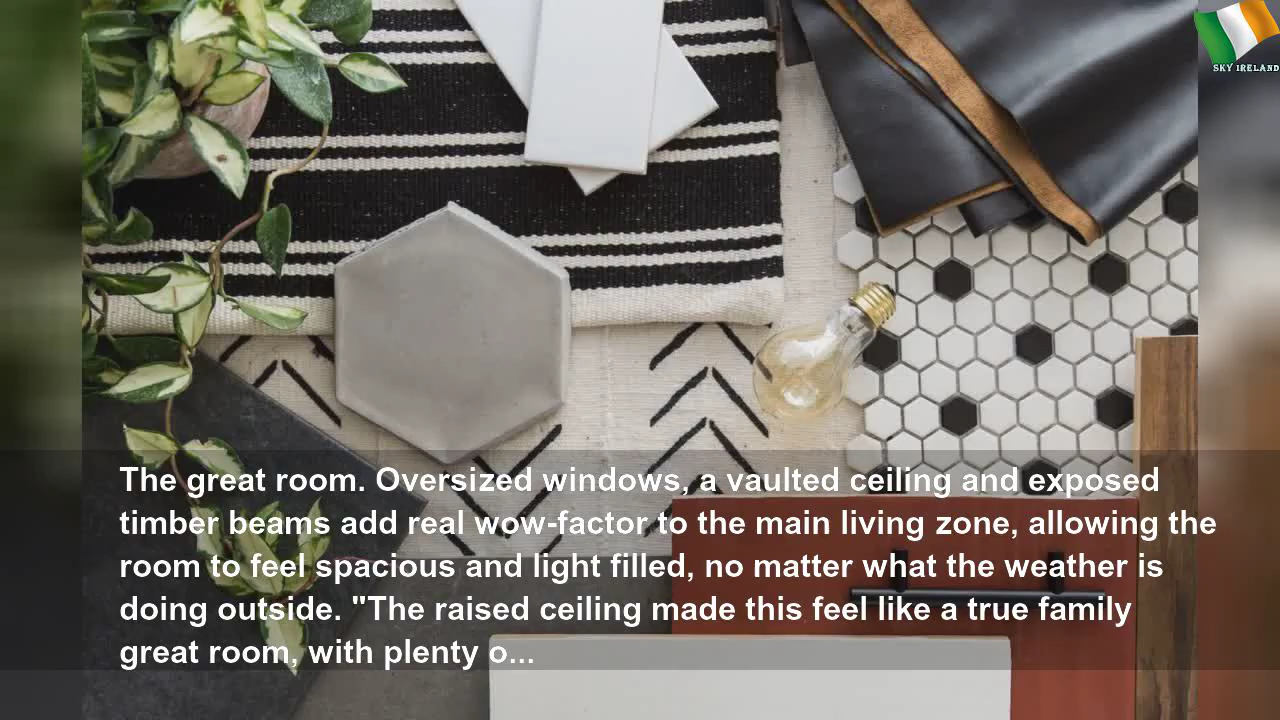 SKY IRELAND
The great room. Oversized windows, a vaulted ceiling and exposed
timber beams add real wow-factor to the main living zone, allowing the
room to feel spacious and light filled, no matter what the weather is
doing outside. "The raised ceiling made this feel like a true family
great room, with plenty o...